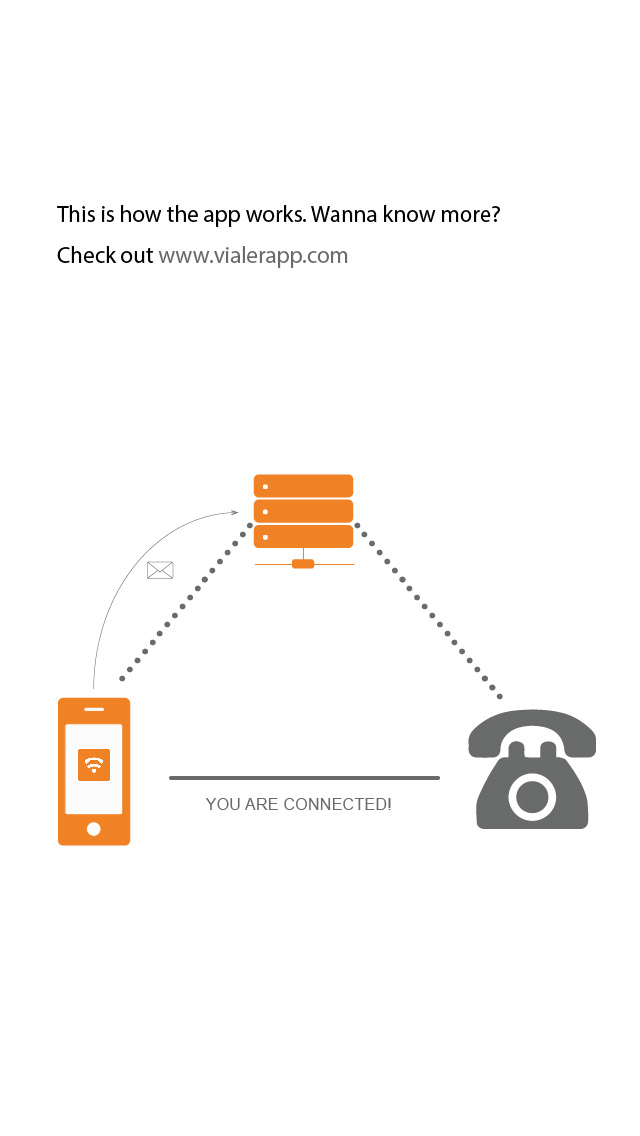 This is how the app works. Wanna know more?
Check out www.vialerapp.com
YOU ARE CONNECTED!